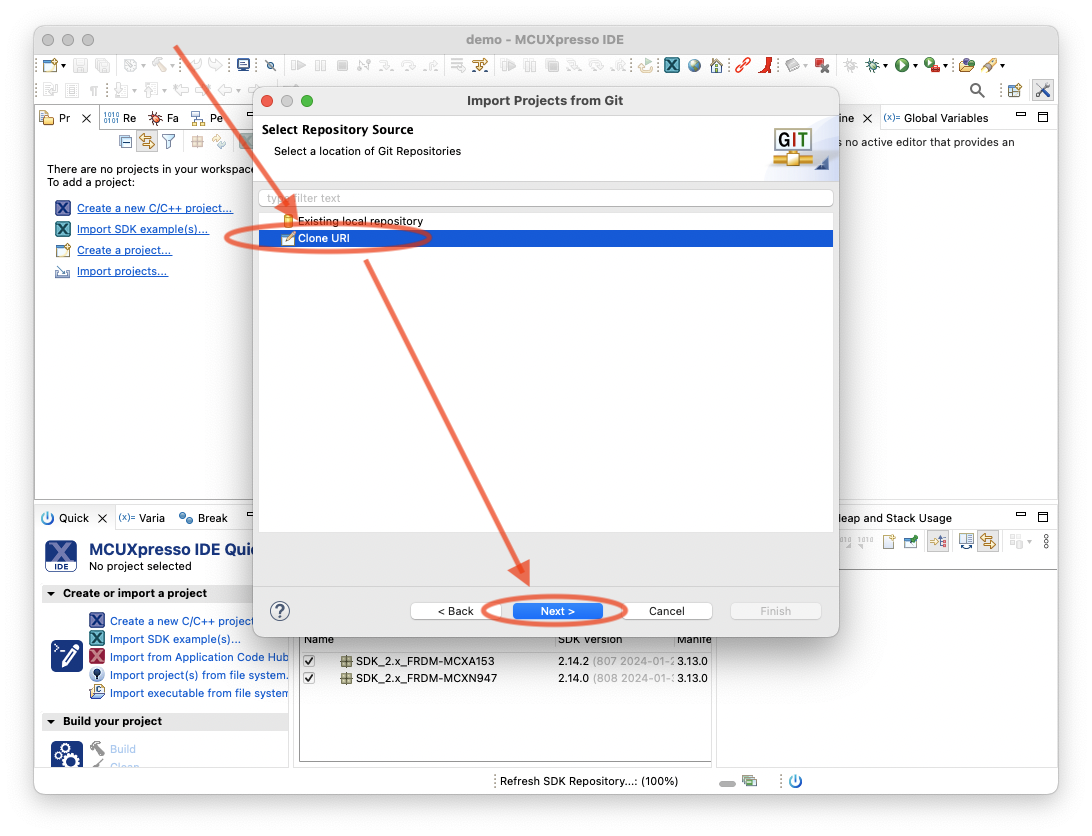 demo - MCUXpresso IDE
Pr
Re
Fa
Pe
Import Projects from Git
Global Variables
Select Repository Source
Select a location of Git Repositories
GIT
no active editor that provides an
There are no projects in your workspace
To add a project:
Create a new C/C++ project...
Import SDK example(s)...
Create a project...
Import projects...
type filter text
Existing local repository
Clone URI
Quick
(x)= Varia
Break
Heap and Stack Usage
MCUXpresso IDE Quic
No project selected
IDE
Create or import a project
Create a new C/C++ project
Import SDK example(s)...
Import from Application Code Hub
Import project(s) from file system.
Import executable from file system
Build your project
Build
Clean
?
< Back
Next >
Cancel
Finish
Name
SDK Version
Manife
SDK_2.x_FRDM-MCXA153
2.14.2 (807 2024-01-2
3.13.0
SDK_2.x_FRDM-MCXN947
2.14.0 (808 2024-01-
3.13.0
Refresh SDK Repository...: (100%)